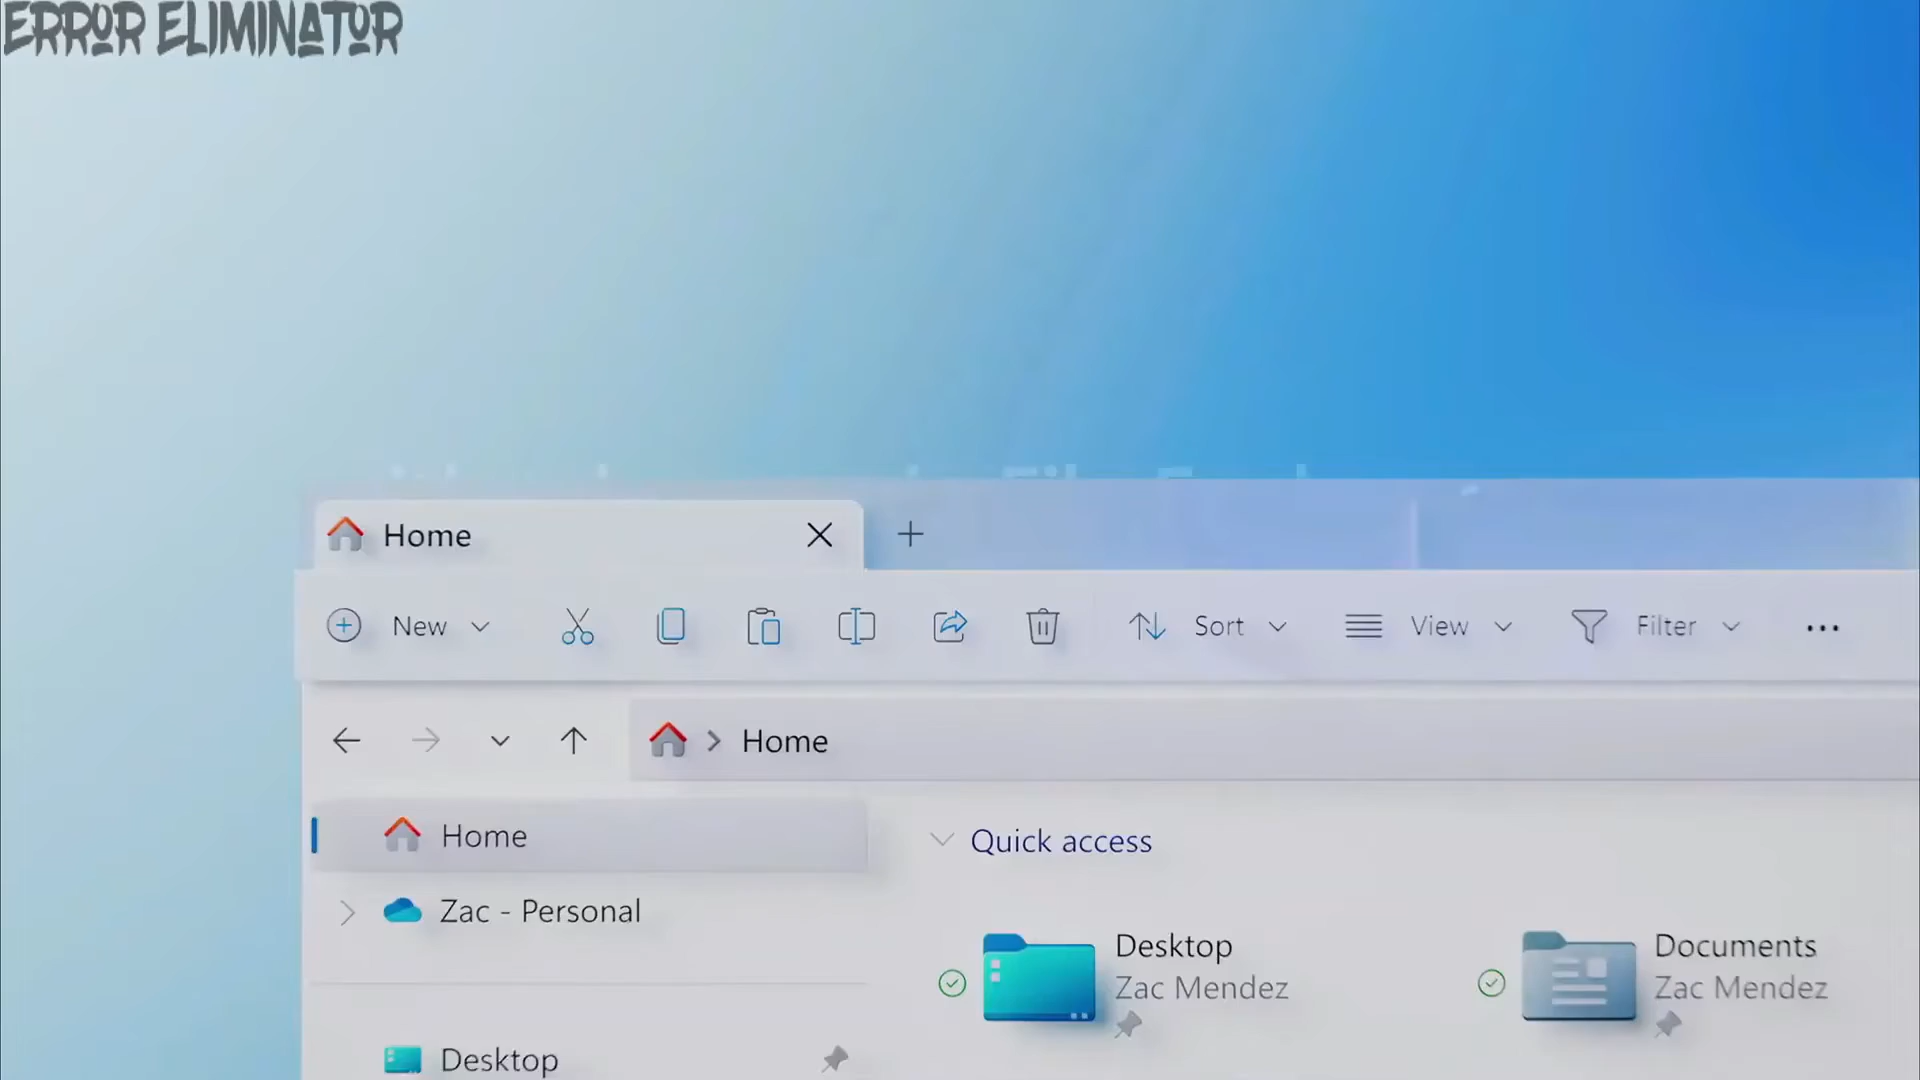 ERROR ELIMINATOR
Home
New
Sort
View
Filter
Home
Home
Quick access
Zac - Personal
Desktop
Zac Mendez
Documents
Zac Mendez
Desktop